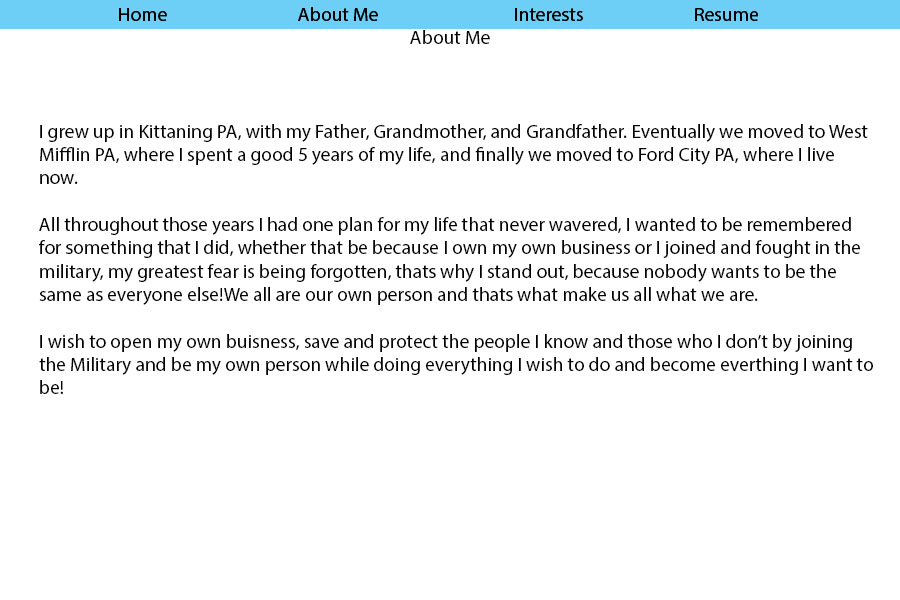 Home About Me Interests Resume
About Me
I grew up in Kittaning PA, with my Father, Grandmother, and Grandfather. Eventually we moved to West
Mifflin PA, where I spent a good 5 years of my life, and finally we moved to Ford City PA, where I live
now.
All throughout those years I had one plan for my life that never wavered, I wanted to be remembered
for something that I did, whether that be because I own my own business or I joined and fought in the
military, my greatest fear is being forgotten, thats why I stand out, because nobody wants to be the
same as everyone else!We all are our own person and thats what make us all what we are.
I wish to open my own buisness, save and protect the people I know and those who I don’t by joining
the Military and be my own person while doing everything I wish to do and become everthing I want to
be!